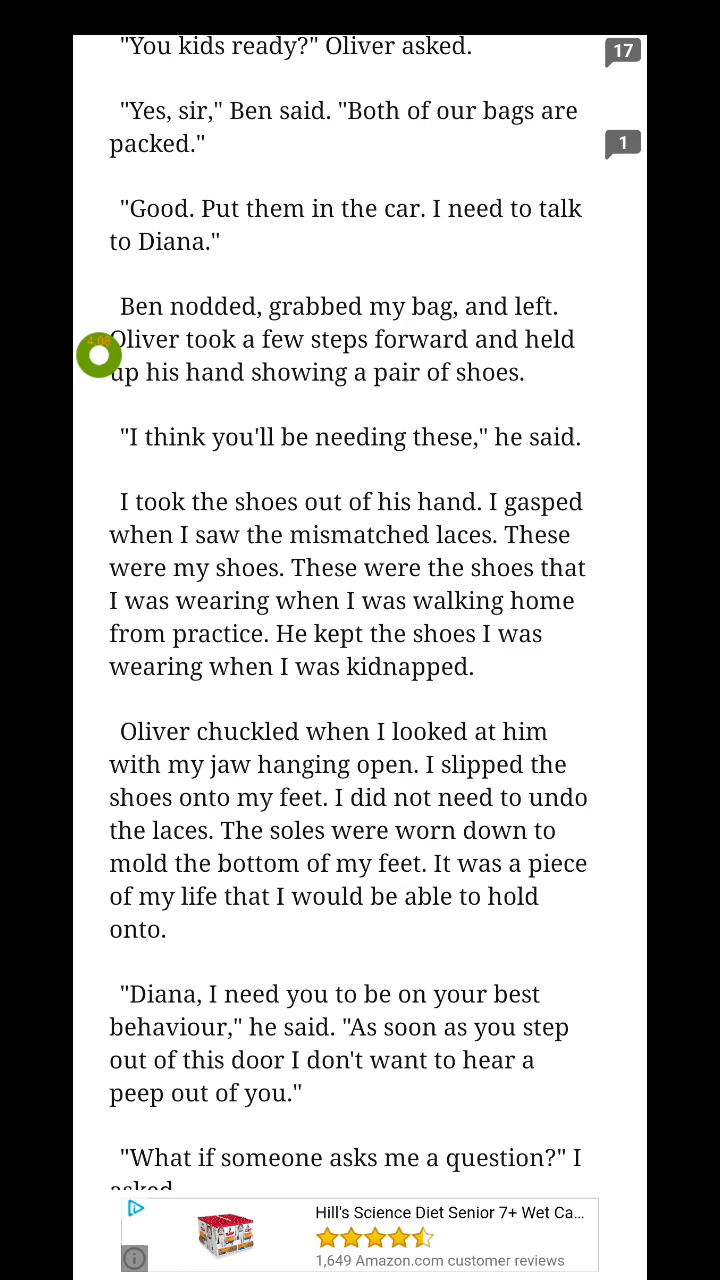 "You kids ready?" Oliver asked.
17
"Yes, sir," Ben said. "Both of our bags are
packed."
1
"Good. Put them in the car. I need to talk
to Diana."
Ben nodded, grabbed my bag, and left.
4:09
Oliver took a few steps forward and held
up his hand showing a pair of shoes.
"I think you'll be needing these," he said.
I took the shoes out of his hand. I gasped
when I saw the mismatched laces. These
were my shoes. These were the shoes that
I was wearing when I was walking home
from practice. He kept the shoes I was
wearing when I was kidnapped.
Oliver chuckled when I looked at him
with my jaw hanging open. I slipped the
shoes onto my feet. I did not need to undo
the laces. The soles were worn down to
mold the bottom of my feet. It was a piece
of my life that I would be able to hold
onto.
"Diana, I need you to be on your best
behaviour," he said. "As soon as you step
out of this door I don't want to hear a
peep out of you."
"What if someone asks me a question?" I
asked
Hill's Science Diet Senior 7+ Wet Ca...
1,649 Amazon.com customer reviews